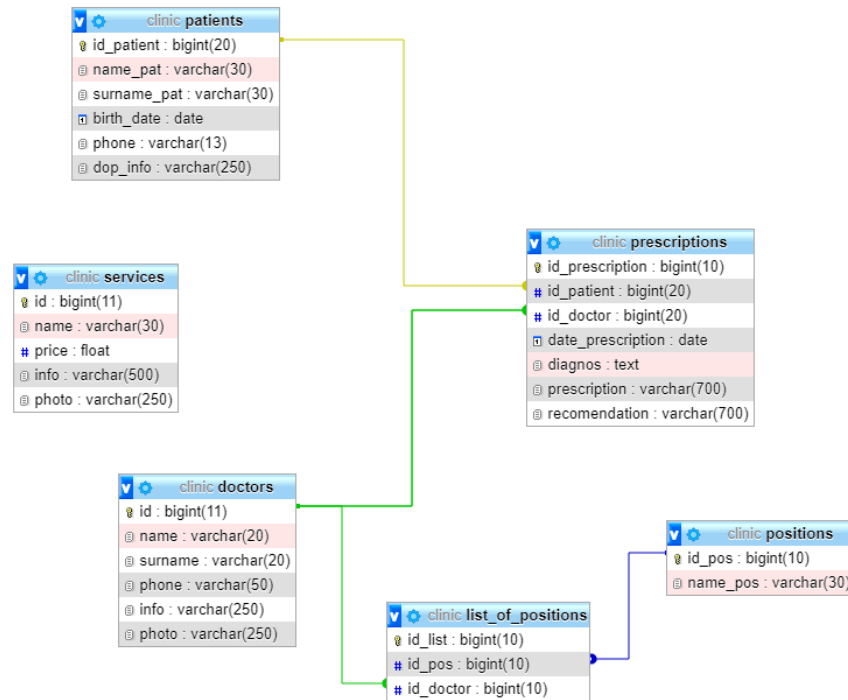 clinic patients
id_patient : bigint(20)
name_pat : varchar(30)
surname_pat : varchar(30)
birth_date : date
phone : varchar(13)
dop_info : varchar(250)
clinic prescriptions
id_prescription : bigint(10)
id_patient : bigint(20)
id_doctor : bigint(20)
date_prescription : date
diagnos : text
prescription : varchar(700)
recomendation : varchar(700)
clinic services
id : bigint(11)
name : varchar(30)
price : float
info : varchar(500)
photo : varchar(250)
clinic doctors
id : bigint(11)
name : varchar(20)
surname : varchar(20)
phone : varchar(50)
info : varchar(250)
photo : varchar(250)
clinic positions
id_pos : bigint(10)
name_pos : varchar(30)
clinic list_of_positions
id_list : bigint(10)
id_pos : bigint(10)
id_doctor : bigint(10)